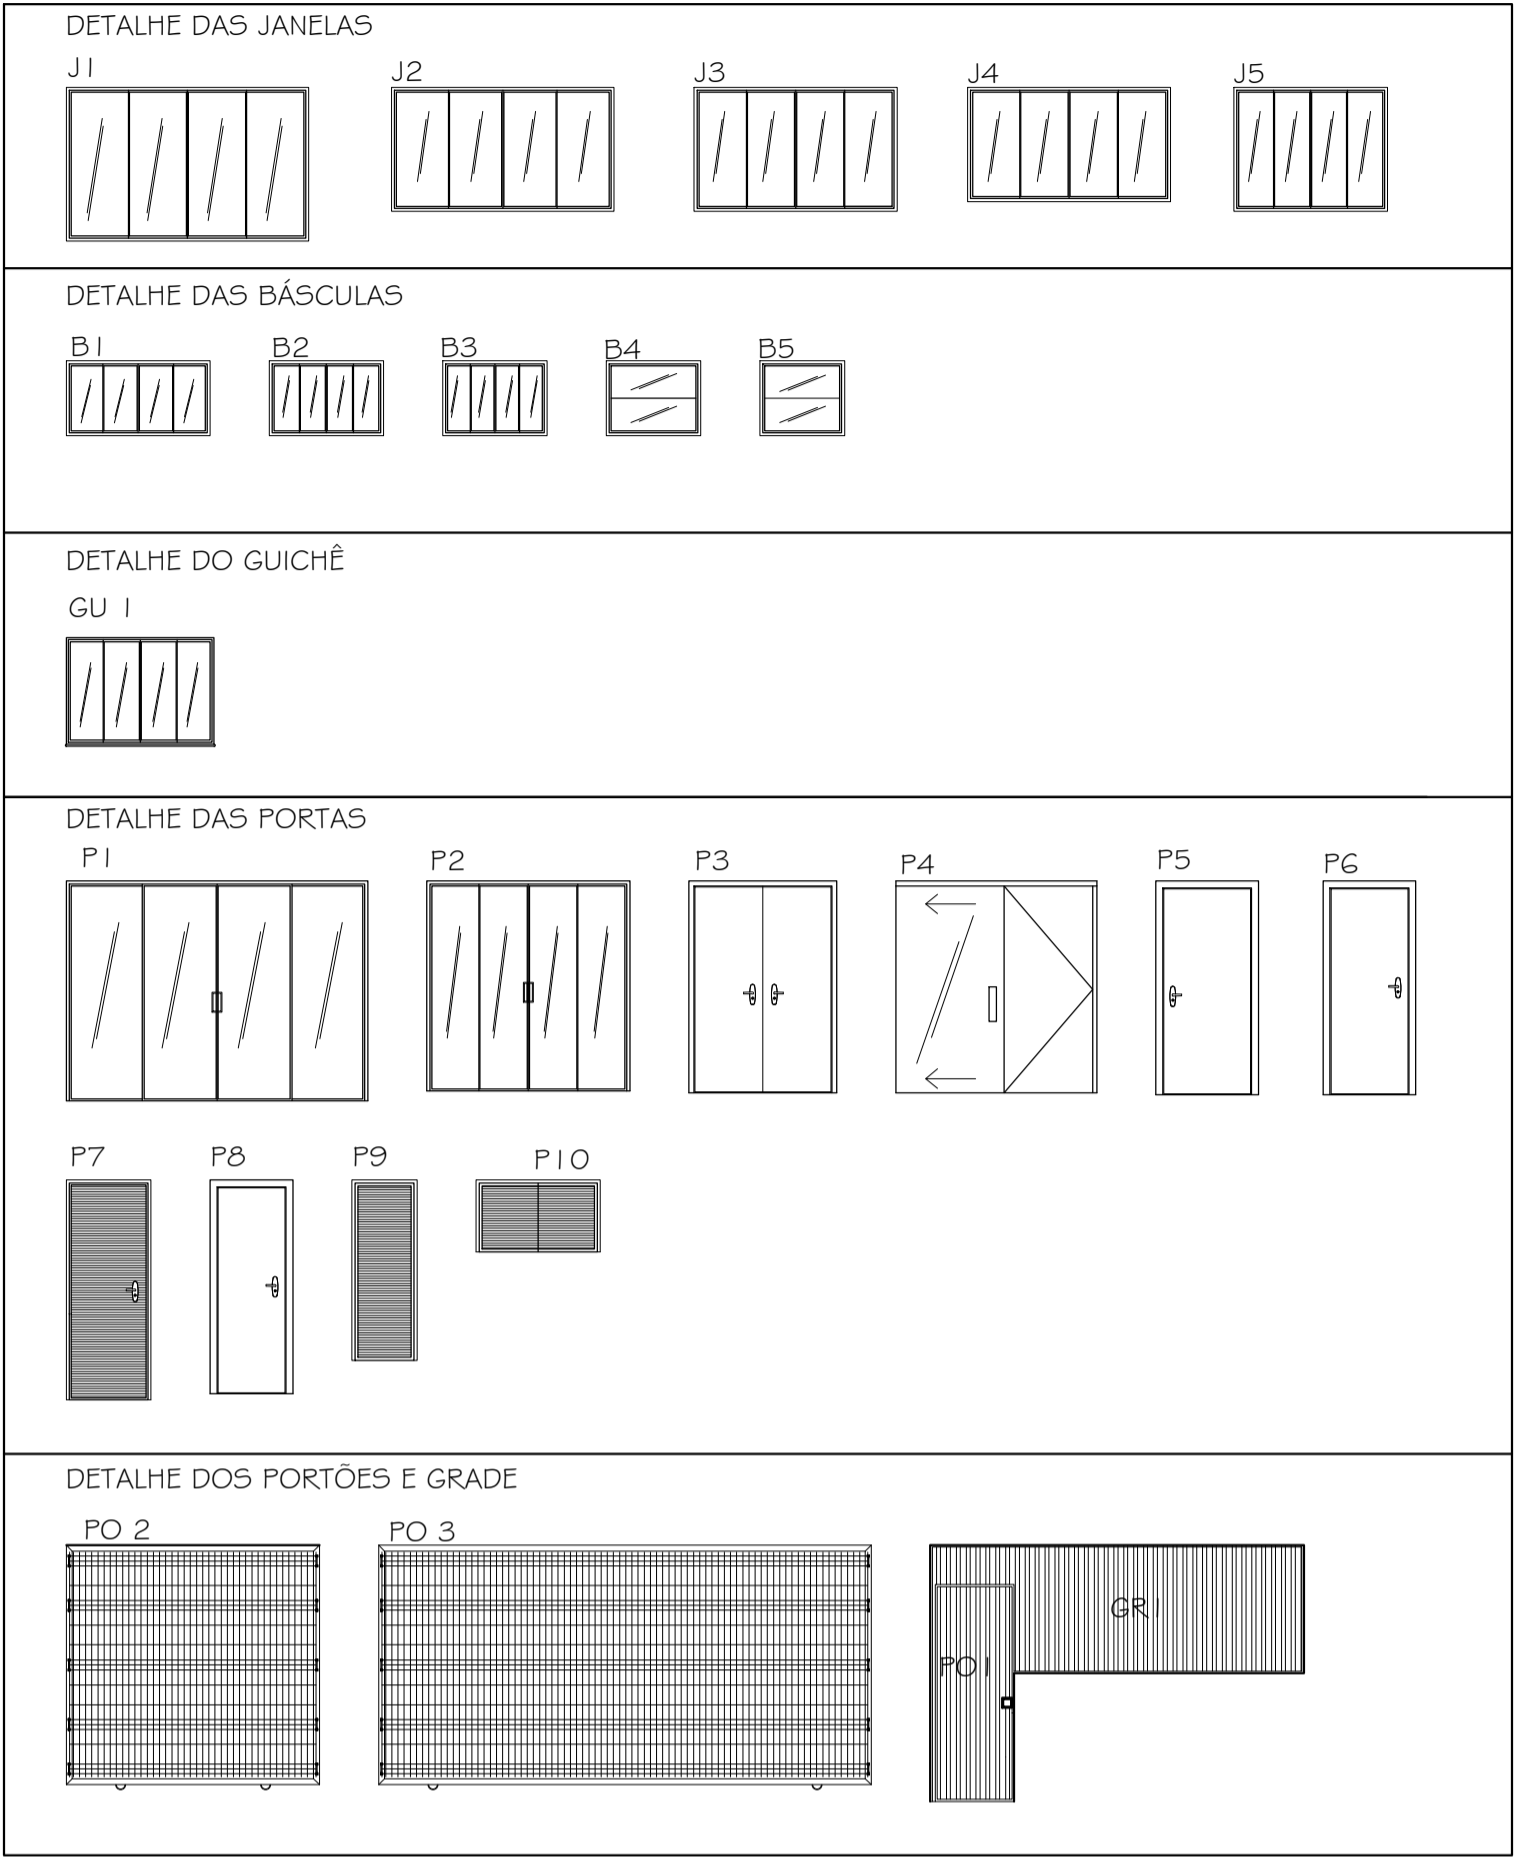 DETALHE DAS JANELAS
J1 J2 J3 J4 J5
DETALHE DAS BÁSCULAS
B1 B2 B3 B4 B5
DETALHE DO GUICHÊ
GU 1
DETALHE DAS PORTAS
P1 P2 P3 P4 P5 P6
P7 P8 P9 P10
DETALHE DOS PORTÕES E GRADE
PO 2 PO 3
GR1
PO1